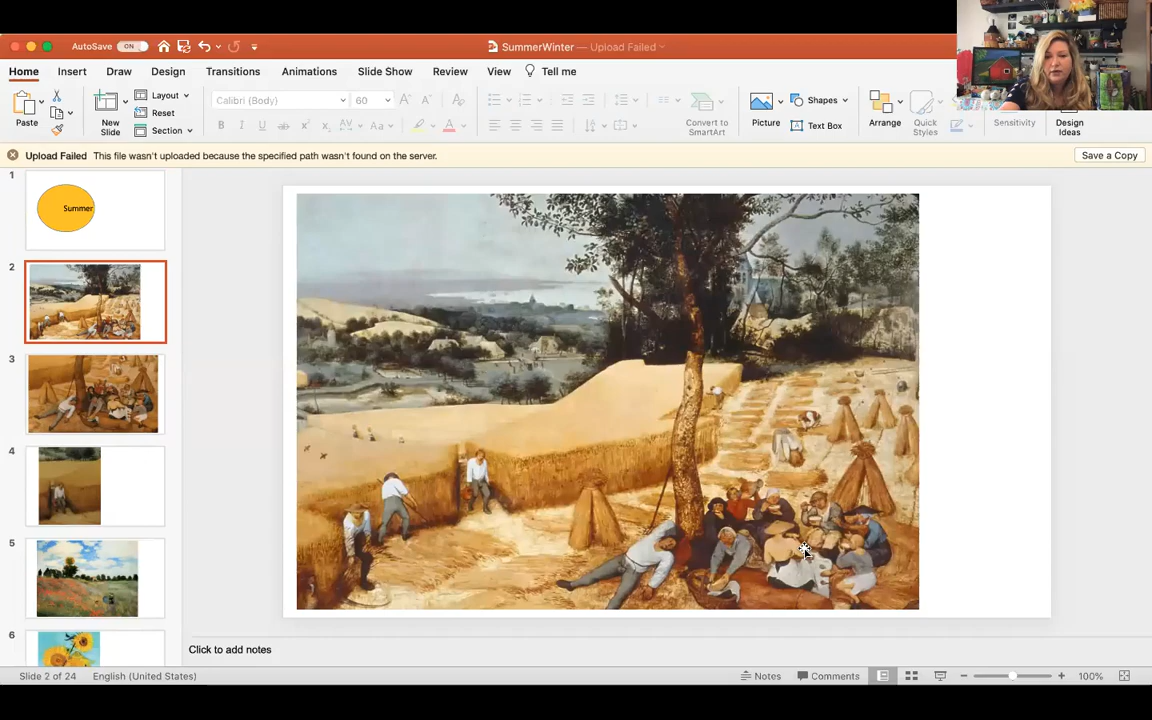 AutoSave ON SummerWinter — Upload Failed
Home Insert Draw Design Transitions Animations Slide Show Review View Tell me
Paste New Slide Layout Reset Section Calibri (Body) 60 Convert to SmartArt Picture Shapes Text Box Arrange Quick Styles Sensitivity Design Ideas
Upload Failed This file wasn't uploaded because the specified path wasn't found on the server. Save a Copy
1
Summer
2
3
4
5
6
Click to add notes
Slide 2 of 24 English (United States) Notes Comments 100%